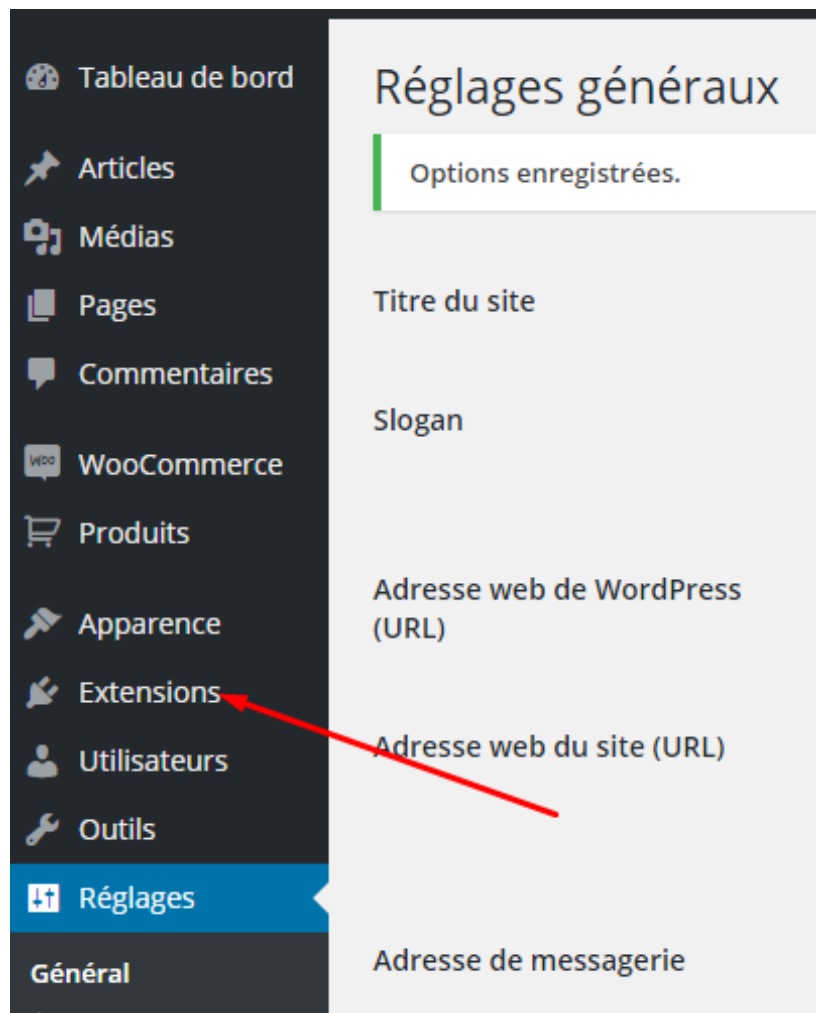 Tableau de bord
Articles
Médias
Pages
Commentaires
WooCommerce
Produits
Apparence
Extensions
Utilisateurs
Outils
Réglages
Général
Réglages généraux
Options enregistrées.
Titre du site
Slogan
Adresse web de WordPress
(URL)
Adresse web du site (URL)
Adresse de messagerie